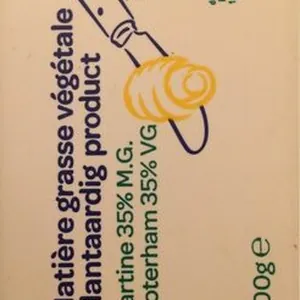 atière grasse végétale
lantaardig product
artine 35% M.G.
oterham 35% VG
00g e